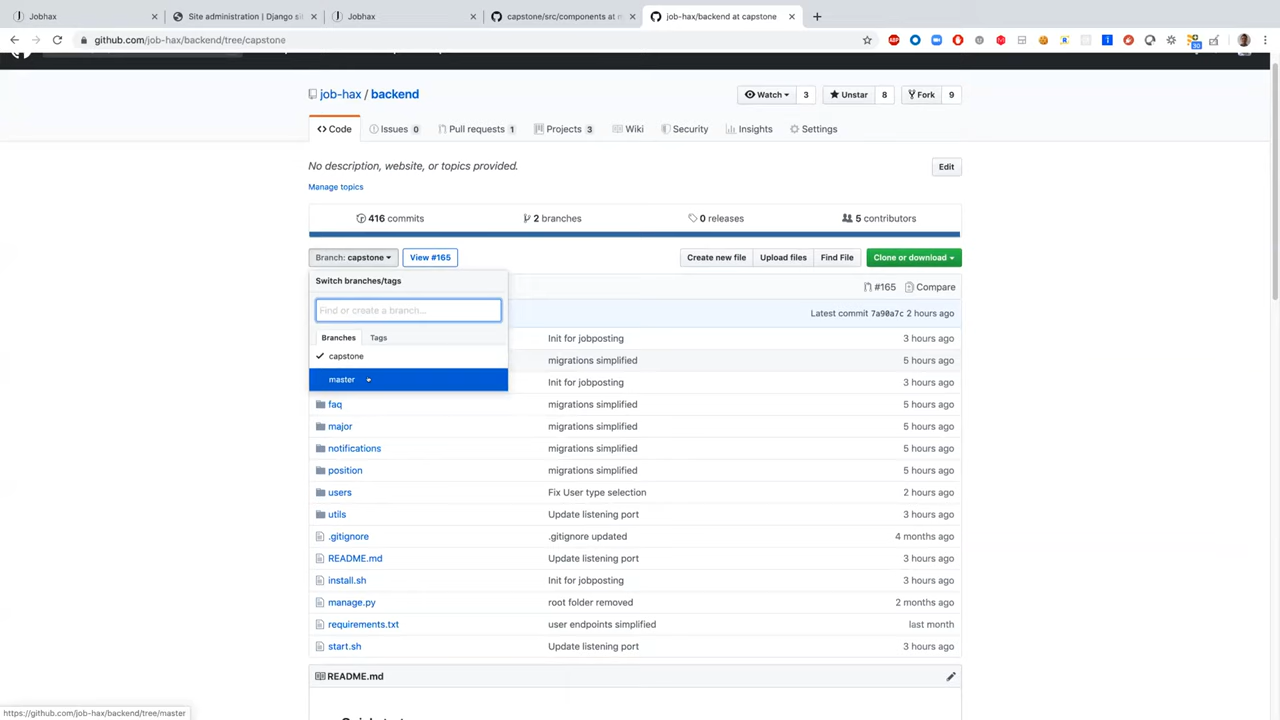 Jobhax
Site administration | Django si
Jobhax
capstone/src/components at m
job-hax/backend at capstone
github.com/job-hax/backend/tree/capstone
job-hax / backend
Watch 3
Unstar 8
Fork 9
Code
Issues 0
Pull requests 1
Projects 3
Wiki
Security
Insights
Settings
No description, website, or topics provided.
Edit
Manage topics
416 commits
2 branches
0 releases
5 contributors
Branch: capstone
View #165
Create new file
Upload files
Find File
Clone or download
Switch branches/tags
#165
Compare
Find or create a branch...
Latest commit 7a90a7c 2 hours ago
Branches
Tags
Init for jobposting 3 hours ago
capstone
migrations simplified 5 hours ago
master
Init for jobposting 3 hours ago
faq migrations simplified 5 hours ago
major migrations simplified 5 hours ago
notifications migrations simplified 5 hours ago
position migrations simplified 5 hours ago
users Fix User type selection 2 hours ago
utils Update listening port 3 hours ago
.gitignore .gitignore updated 4 months ago
README.md Update listening port 3 hours ago
install.sh Init for jobposting 3 hours ago
manage.py root folder removed 2 months ago
requirements.txt user endpoints simplified last month
start.sh Update listening port 3 hours ago
README.md
https://github.com/job-hax/backend/tree/master